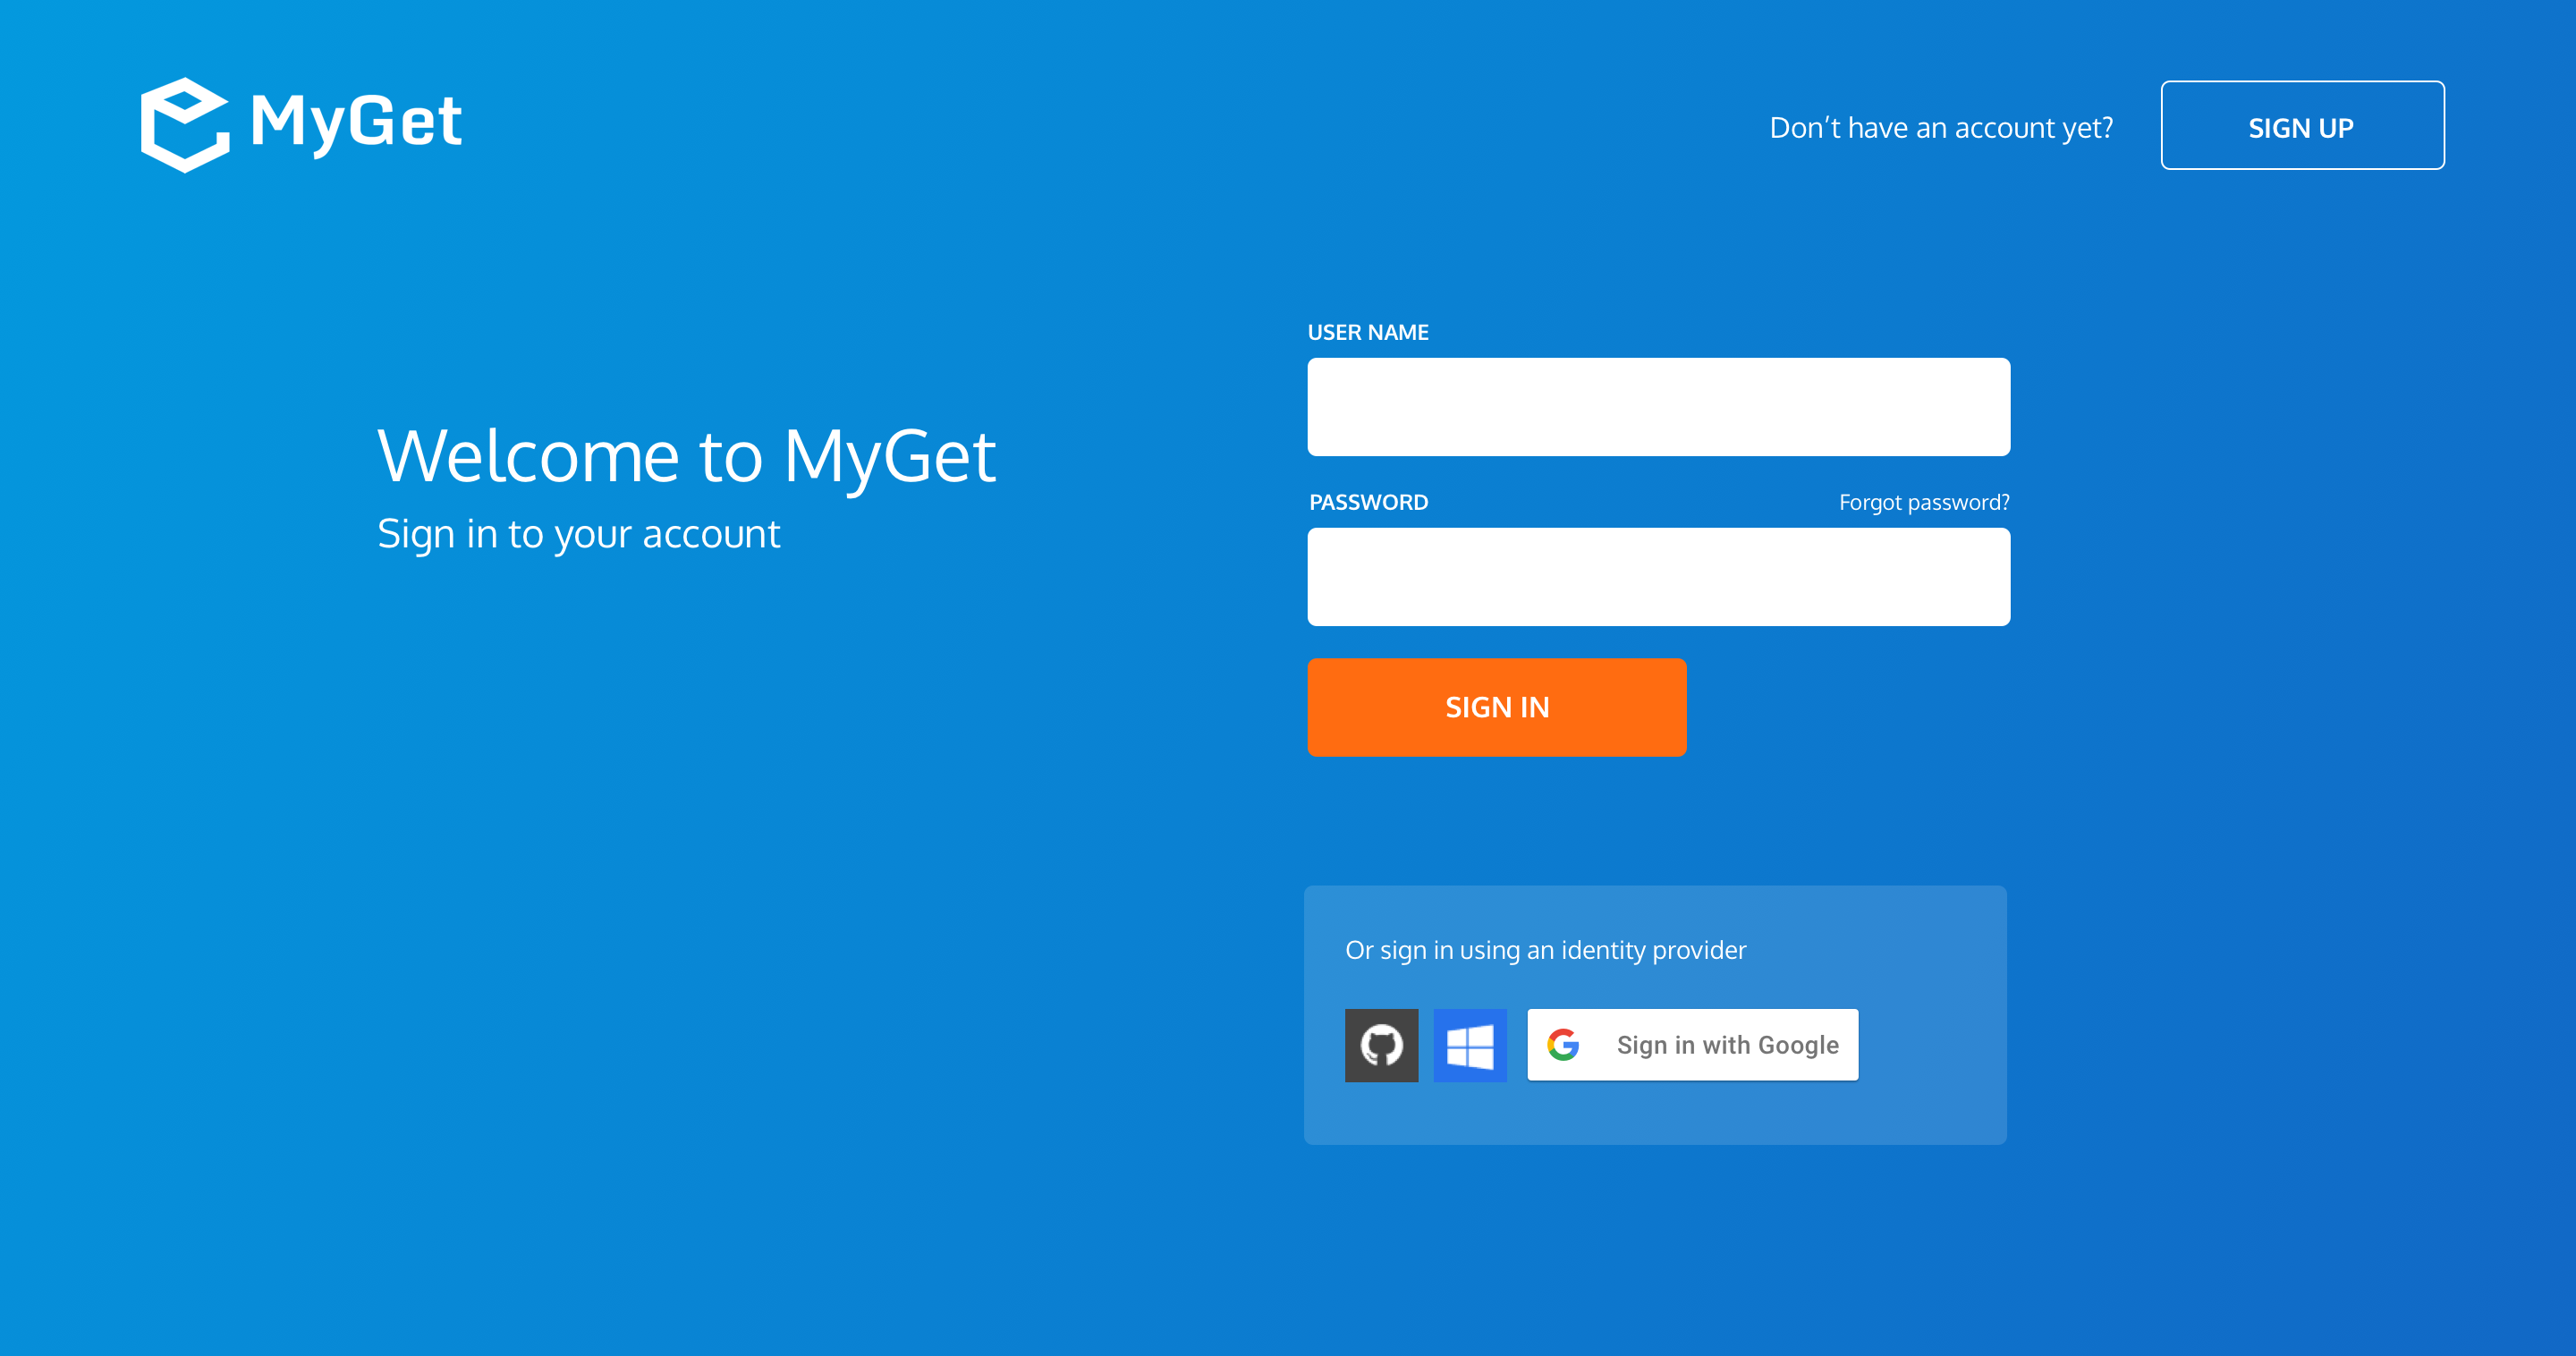 MyGet
Don’t have an account yet?
SIGN UP
USER NAME
Welcome to MyGet
Sign in to your account
PASSWORD
Forgot password?
SIGN IN
Or sign in using an identity provider
Sign in with Google